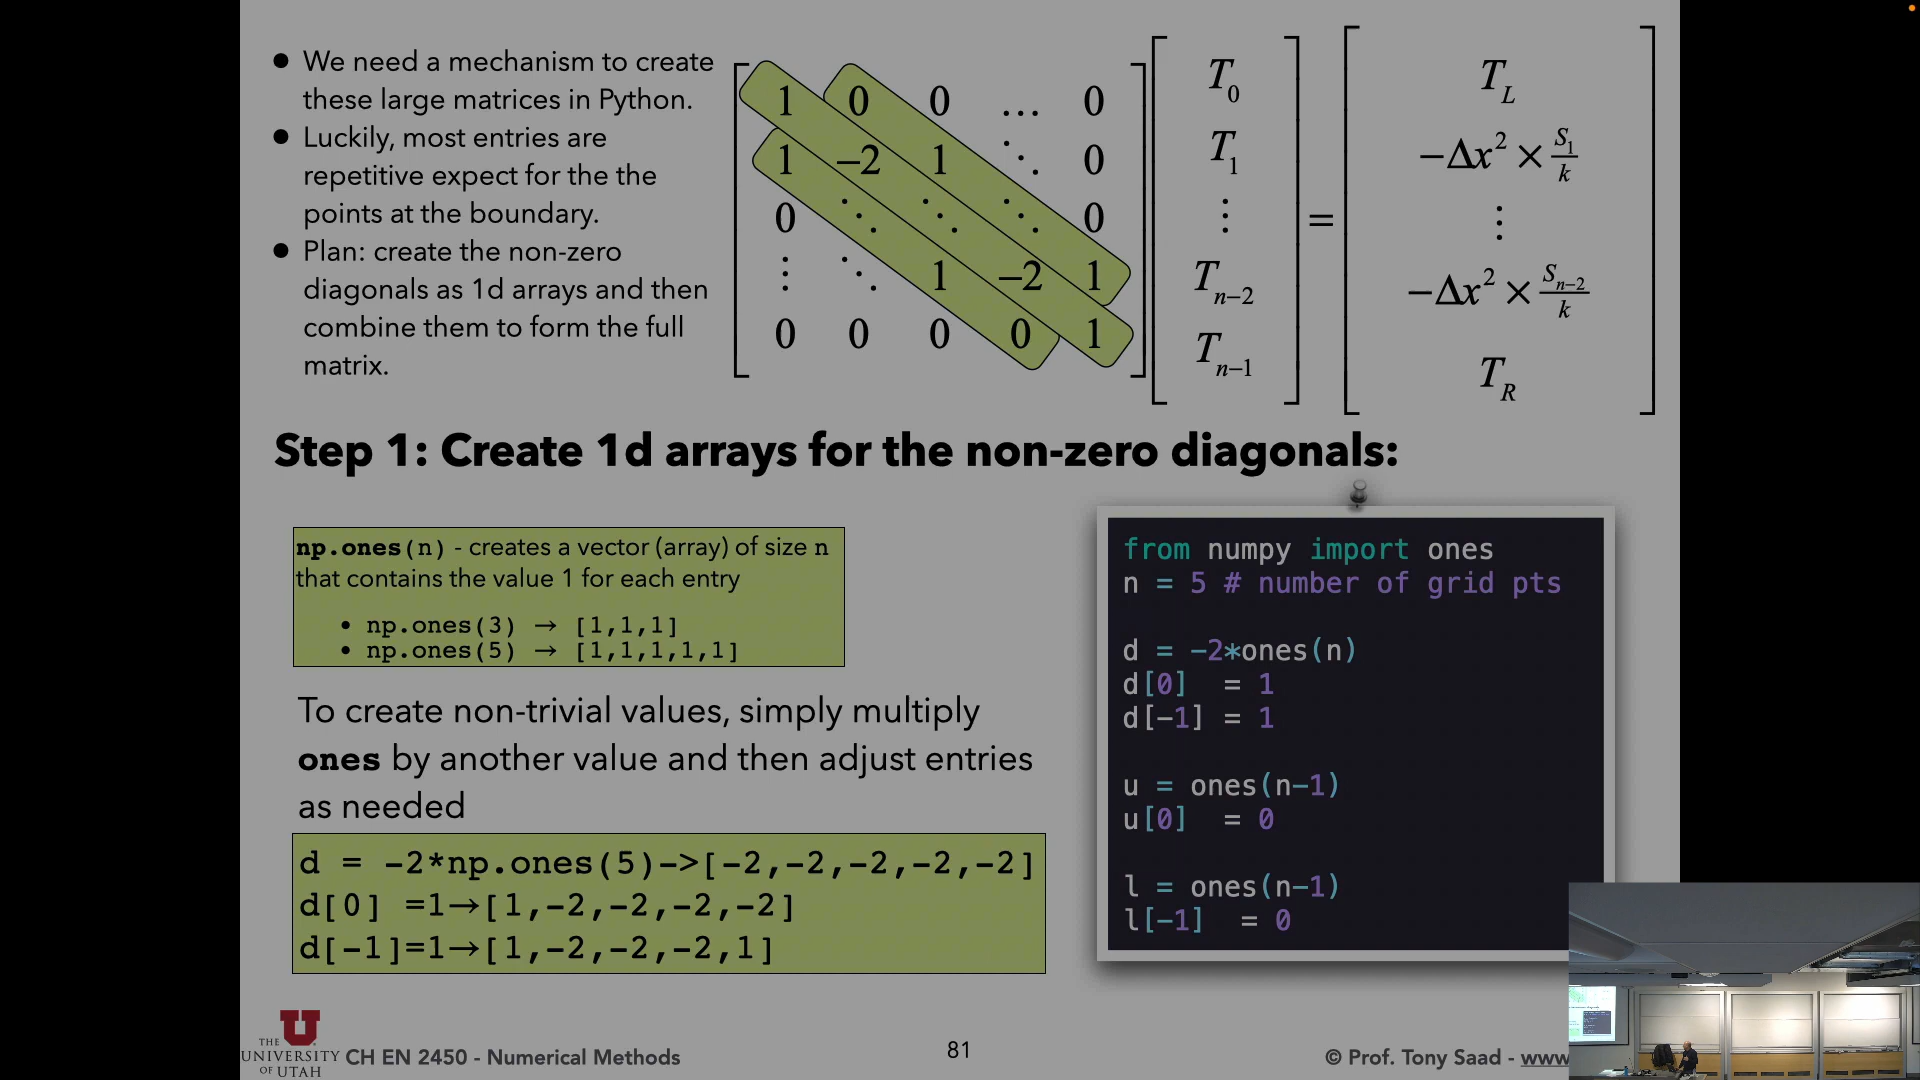 ● We need a mechanism to create
these large matrices in Python.
● Luckily, most entries are
repetitive expect for the the
points at the boundary.
● Plan: create the non-zero
diagonals as 1d arrays and then
combine them to form the full
matrix.
1 0 0 … 0
1 −2 1 ⋱ 0
0 ⋱ ⋱ ⋱ 0
⋮ ⋱ 1 −2 1
0 0 0 0 1
T₀
T₁
⋮
Tₙ₋₂
Tₙ₋₁
=
T_L
−Δx² × S₁/k
⋮
−Δx² × Sₙ₋₂/k
T_R
Step 1: Create 1d arrays for the non-zero diagonals:
np.ones(n) - creates a vector (array) of size n
that contains the value 1 for each entry
• np.ones(3) → [1,1,1]
• np.ones(5) → [1,1,1,1,1]
To create non-trivial values, simply multiply
ones by another value and then adjust entries
as needed
d = -2*np.ones(5)->[-2,-2,-2,-2,-2]
d[0] =1→[1,-2,-2,-2,-2]
d[-1]=1→[1,-2,-2,-2,1]
from numpy import ones
n = 5 # number of grid pts
d = -2*ones(n)
d[0]  = 1
d[-1] = 1
u = ones(n-1)
u[0]  = 0
l = ones(n-1)
l[-1]  = 0
U
THE
UNIVERSITY
OF UTAH
CH EN 2450 - Numerical Methods
81
© Prof. Tony Saad - www